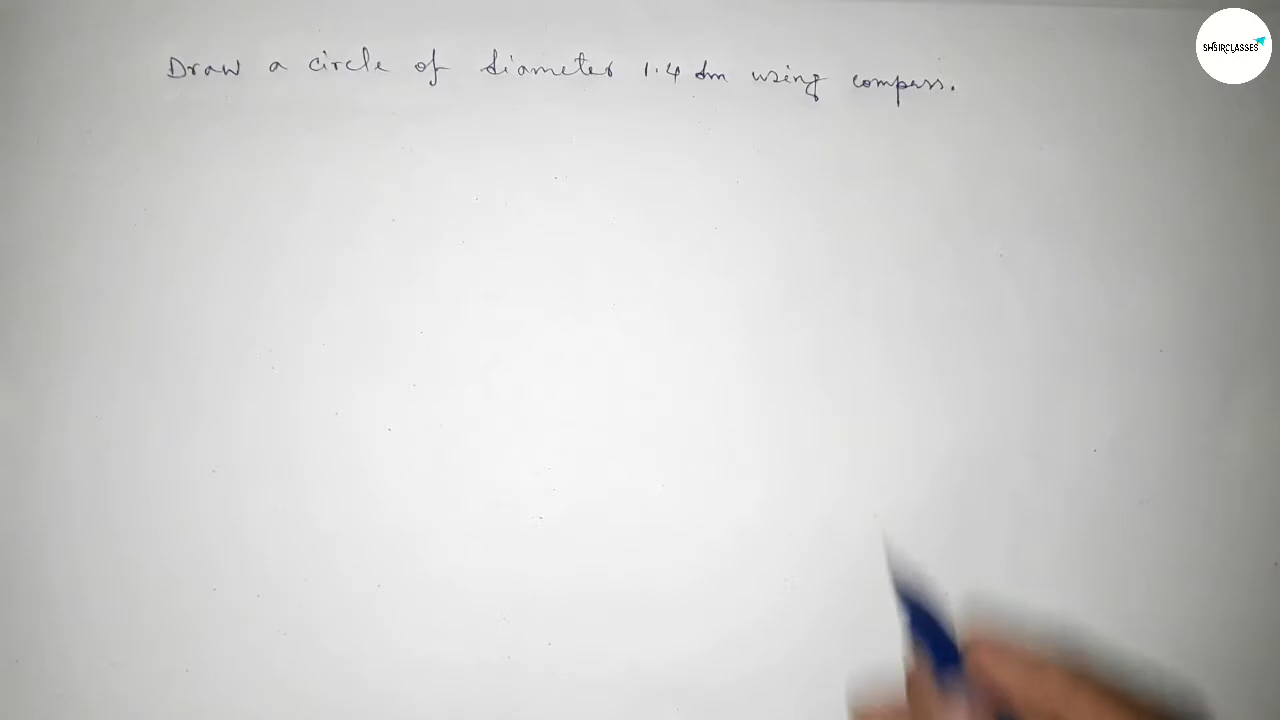 Draw a circle of diameter 1.4 dm using compass.
SHSIRCLASSES